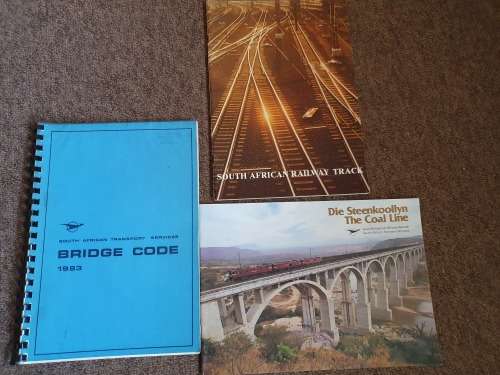 SOUTH AFRICAN RAILWAY TRACK
SOUTH AFRICAN TRANSPORT SERVICES
BRIDGE CODE
1983
Die Steenkoollyn
The Coal Line